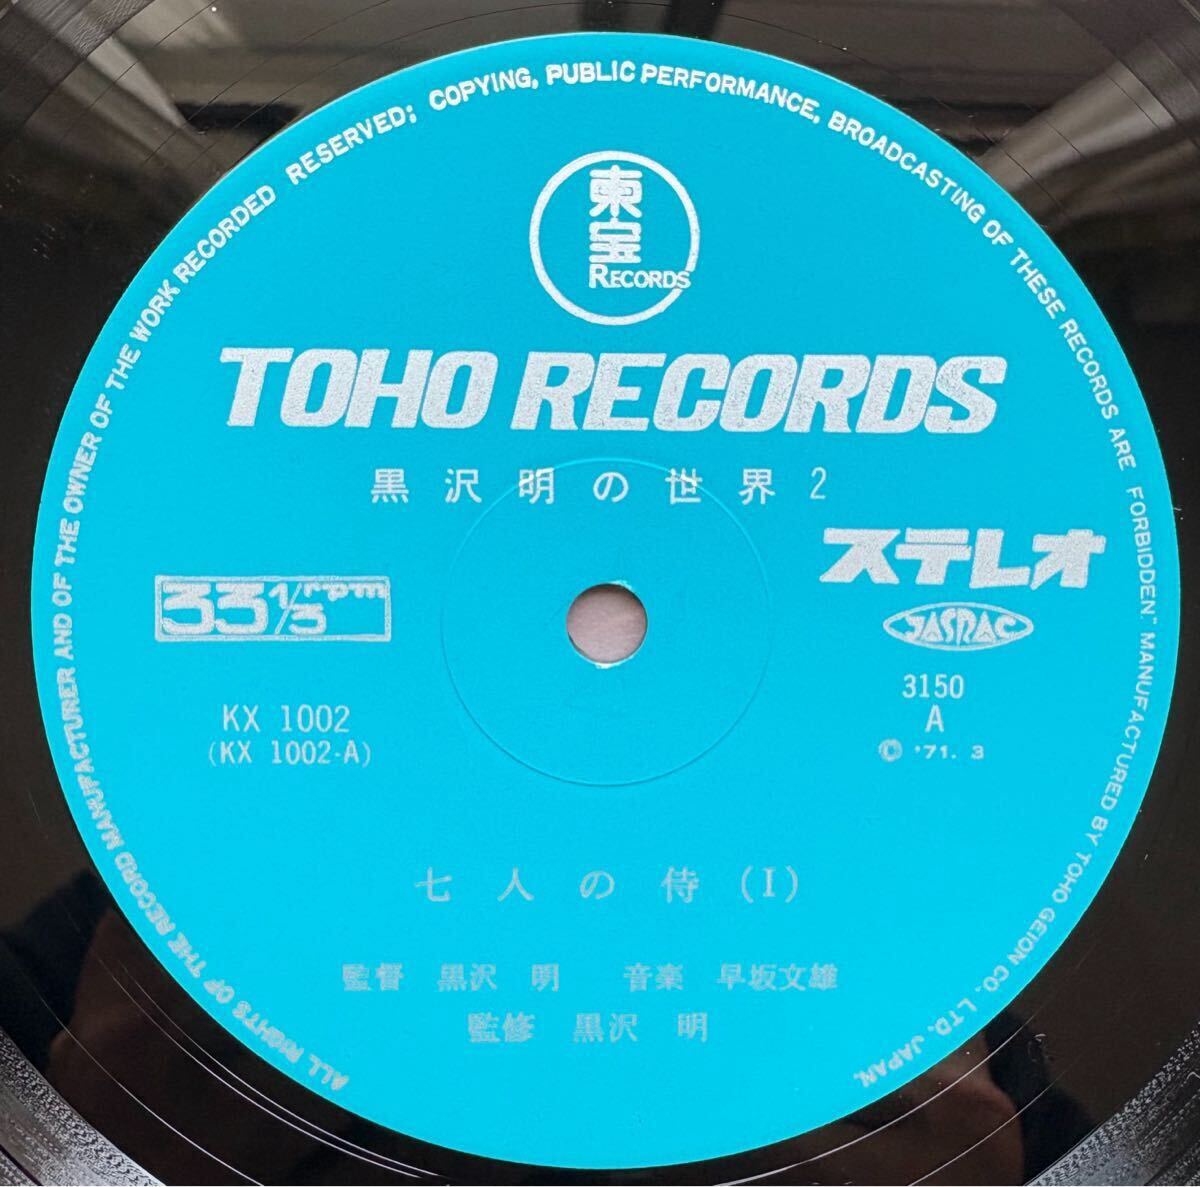 ALL RIGHTS OF THE RECORD MANUFACTURER AND OF THE OWNER OF THE WORK RECORDED RESERVED; COPYING, PUBLIC PERFORMANCE, BROADCASTING OF THESE RECORDS ARE FORBIDDEN." MANUFACTURED BY TOHO GEION CO. LTD. JAPAN.
東宝
RECORDS
TOHO RECORDS
黒沢明の世界 2
ステレオ
33 1/3 rpm
JASRAC
3150
A
KX 1002
(KX 1002-A)
© '71. 3
七人の侍 (I)
監督 黒沢 明 音楽 早坂文雄
監修 黒沢 明